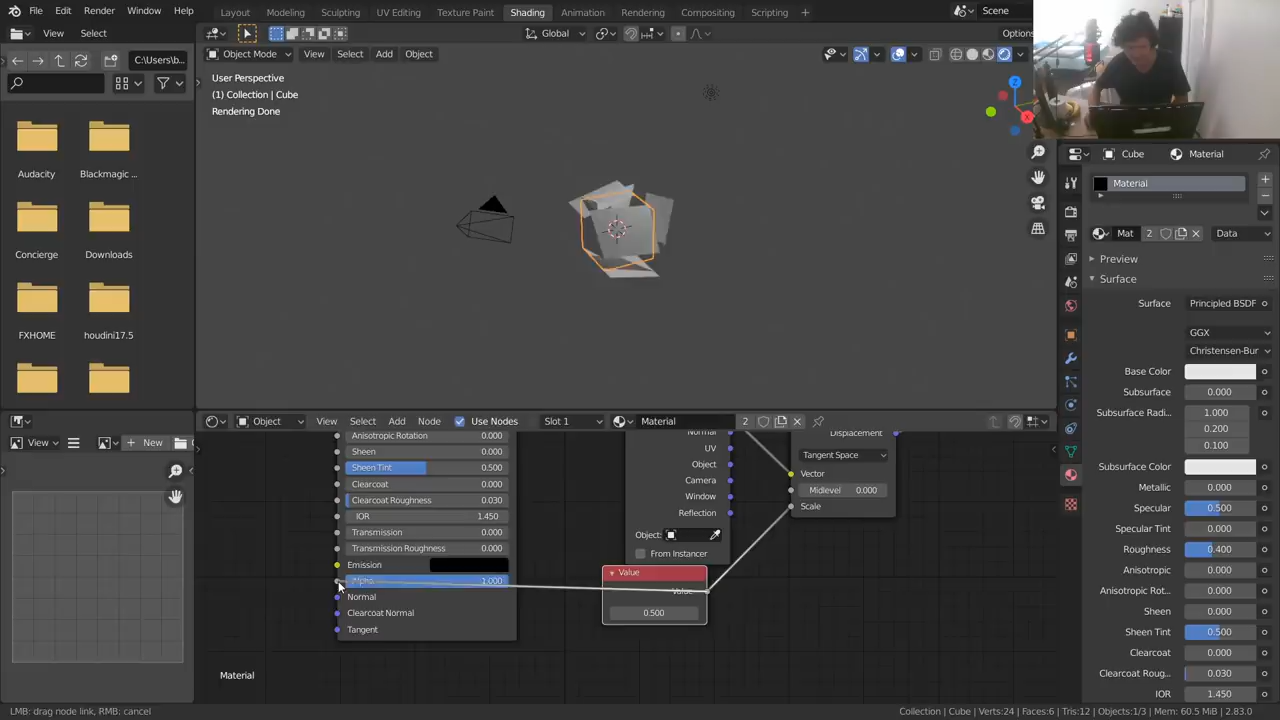 File Edit Render Window Help
Layout Modeling Sculpting UV Editing Texture Paint Shading Animation Rendering Compositing Scripting +
Scene
View Select
Global
Options
C:\Users\b...
Object Mode View Select Add Object
User Perspective
(1) Collection | Cube
Rendering Done
Z
X
Audacity
Blackmagic ...
Concierge
Downloads
FXHOME
houdini17.5
Cube Material
Material
Mat 2 Data
Preview
Surface
Surface Principled BSDF
GGX
Christensen-Bur
Base Color
Subsurface 0.000
Subsurface Radi... 1.000
0.200
0.100
Subsurface Color
Metallic 0.000
Specular 0.500
Specular Tint 0.000
Roughness 0.400
Anisotropic 0.000
Anisotropic Rot... 0.000
Sheen 0.000
Sheen Tint 0.500
Clearcoat 0.000
Clearcoat Roug... 0.030
IOR 1.450
View New
Object View Select Add Node Use Nodes Slot 1 Material 2
Anisotropic Rotation 0.000
Sheen 0.000
Sheen Tint 0.500
Clearcoat 0.000
Clearcoat Roughness 0.030
IOR 1.450
Transmission 0.000
Transmission Roughness 0.000
Emission
Alpha 1.000
Normal
Clearcoat Normal
Tangent
Normal
UV
Object
Camera
Window
Reflection
Object:
From Instancer
Value
Value
0.500
Displacement
Tangent Space
Vector
Midlevel 0.000
Scale
Material
LMB: drag node link, RMB: cancel
Collection | Cube | Verts:24 | Faces:6 | Tris:12 | Objects:1/3 | Mem: 60.5 MiB | 2.83.0